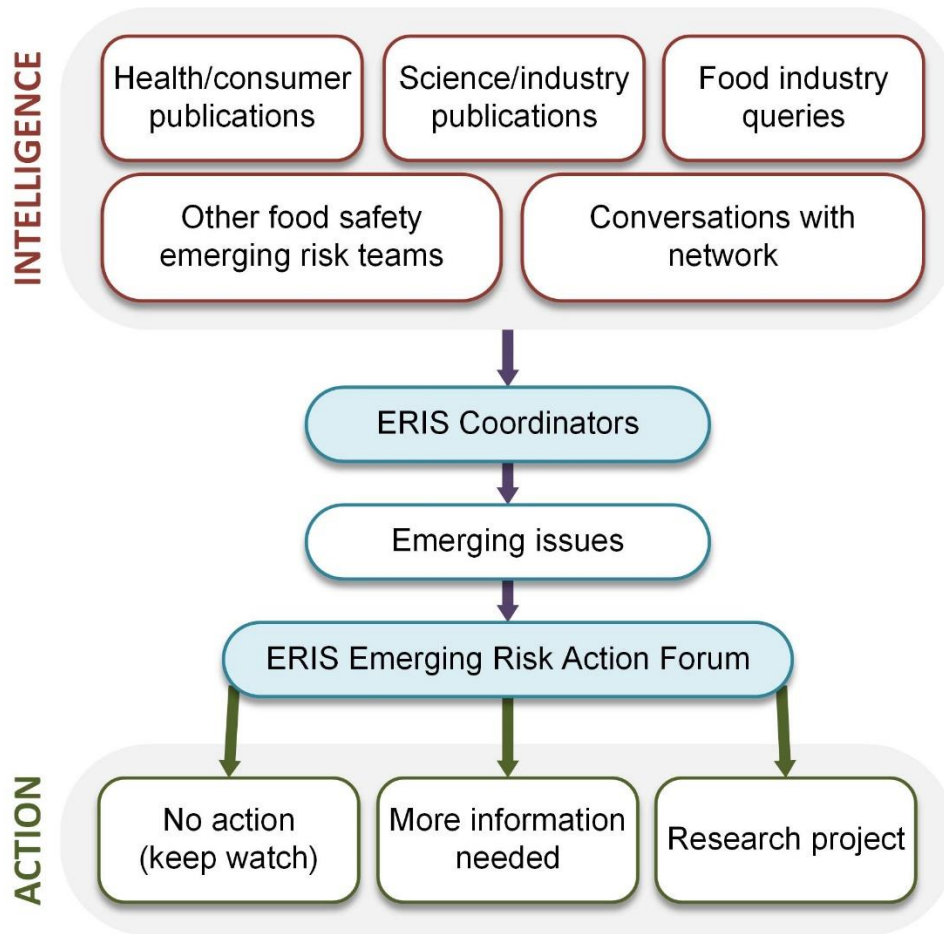 INTELLIGENCE
Health/consumer
publications
Science/industry
publications
Food industry
queries
Other food safety
emerging risk teams
Conversations with
network
ERIS Coordinators
Emerging issues
ERIS Emerging Risk Action Forum
ACTION
No action
(keep watch)
More information
needed
Research project